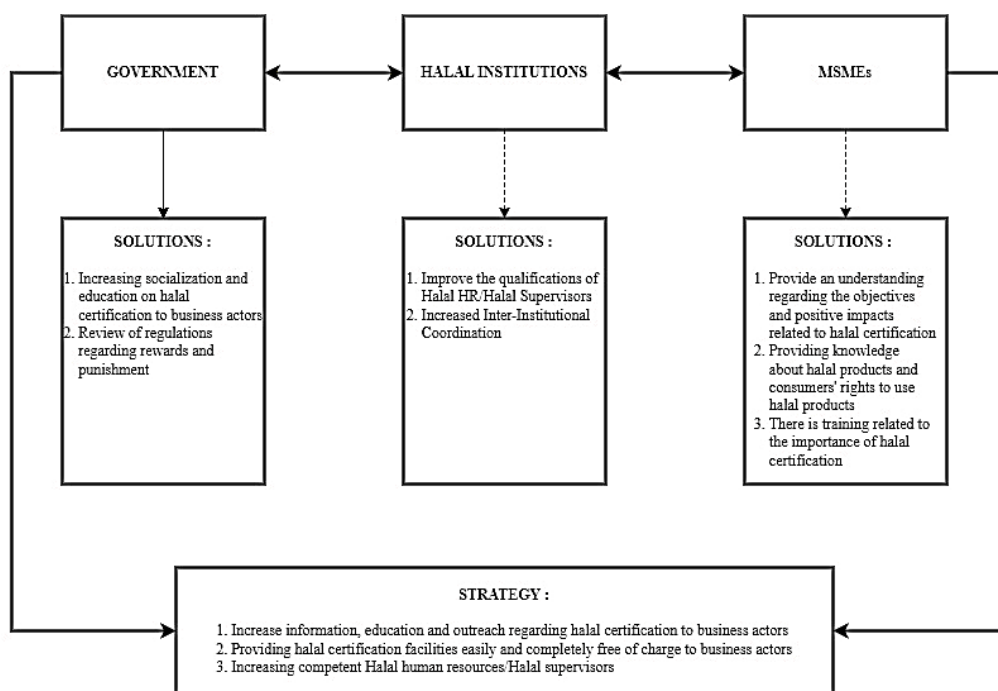 GOVERNMENT
HALAL INSTITUTIONS
MSMEs
SOLUTIONS :
1. Increasing socialization and
education on halal
certification to business actors
2. Review of regulations
regarding rewards and
punishment
SOLUTIONS :
1. Improve the qualifications of
Halal HR/Halal Supervisors
2. Increased Inter-Institutional
Coordination
SOLUTIONS :
1. Provide an understanding
regarding the objectives
and positive impacts
related to halal certification
2. Providing knowledge
about halal products and
consumers' rights to use
halal products
3. There is training related to
the importance of halal
certification
STRATEGY :
1. Increase information, education and outreach regarding halal certification to business actors
2. Providing halal certification facilities easily and completely free of charge to business actors
3. Increasing competent Halal human resources/Halal supervisors